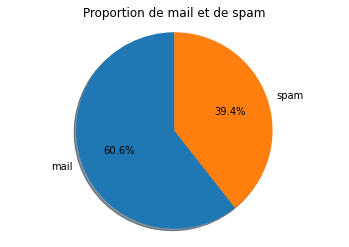 Proportion de mail et de spam
spam
39.4%
60.6%
mail